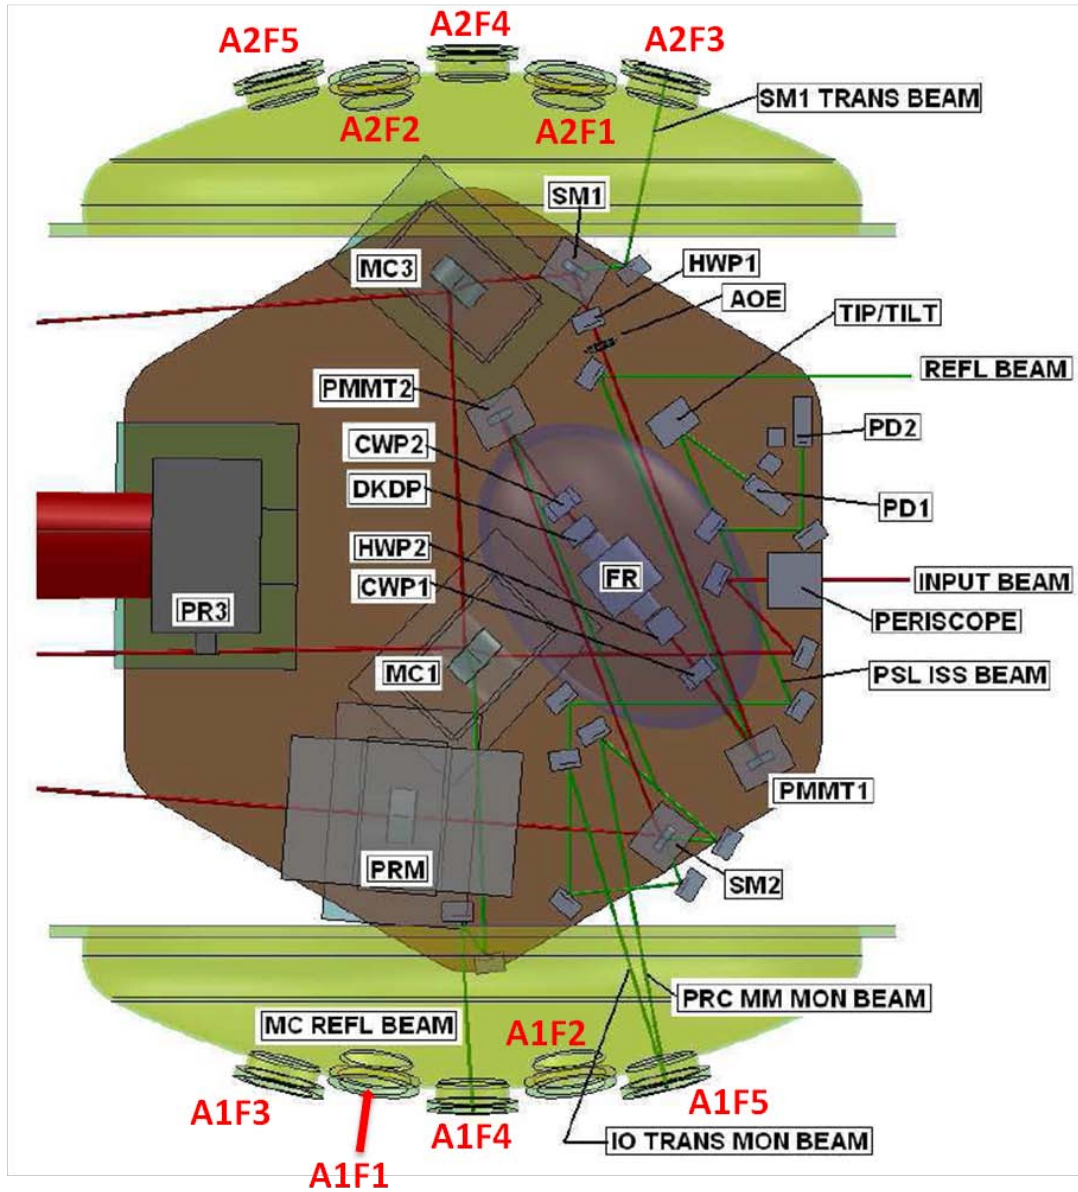 A2F5
A2F4
A2F3
A2F2
A2F1
SM1 TRANS BEAM
SM1
MC3
HWP1
AOE
TIP/TILT
PMMT2
REFL BEAM
CWP2
PD2
DKDP
PD1
HWP2
FR
CWP1
INPUT BEAM
PR3
PERISCOPE
MC1
PSL ISS BEAM
PMMT1
PRM
SM2
PRC MM MON BEAM
MC REFL BEAM
A1F2
A1F3
A1F4
A1F5
IO TRANS MON BEAM
A1F1